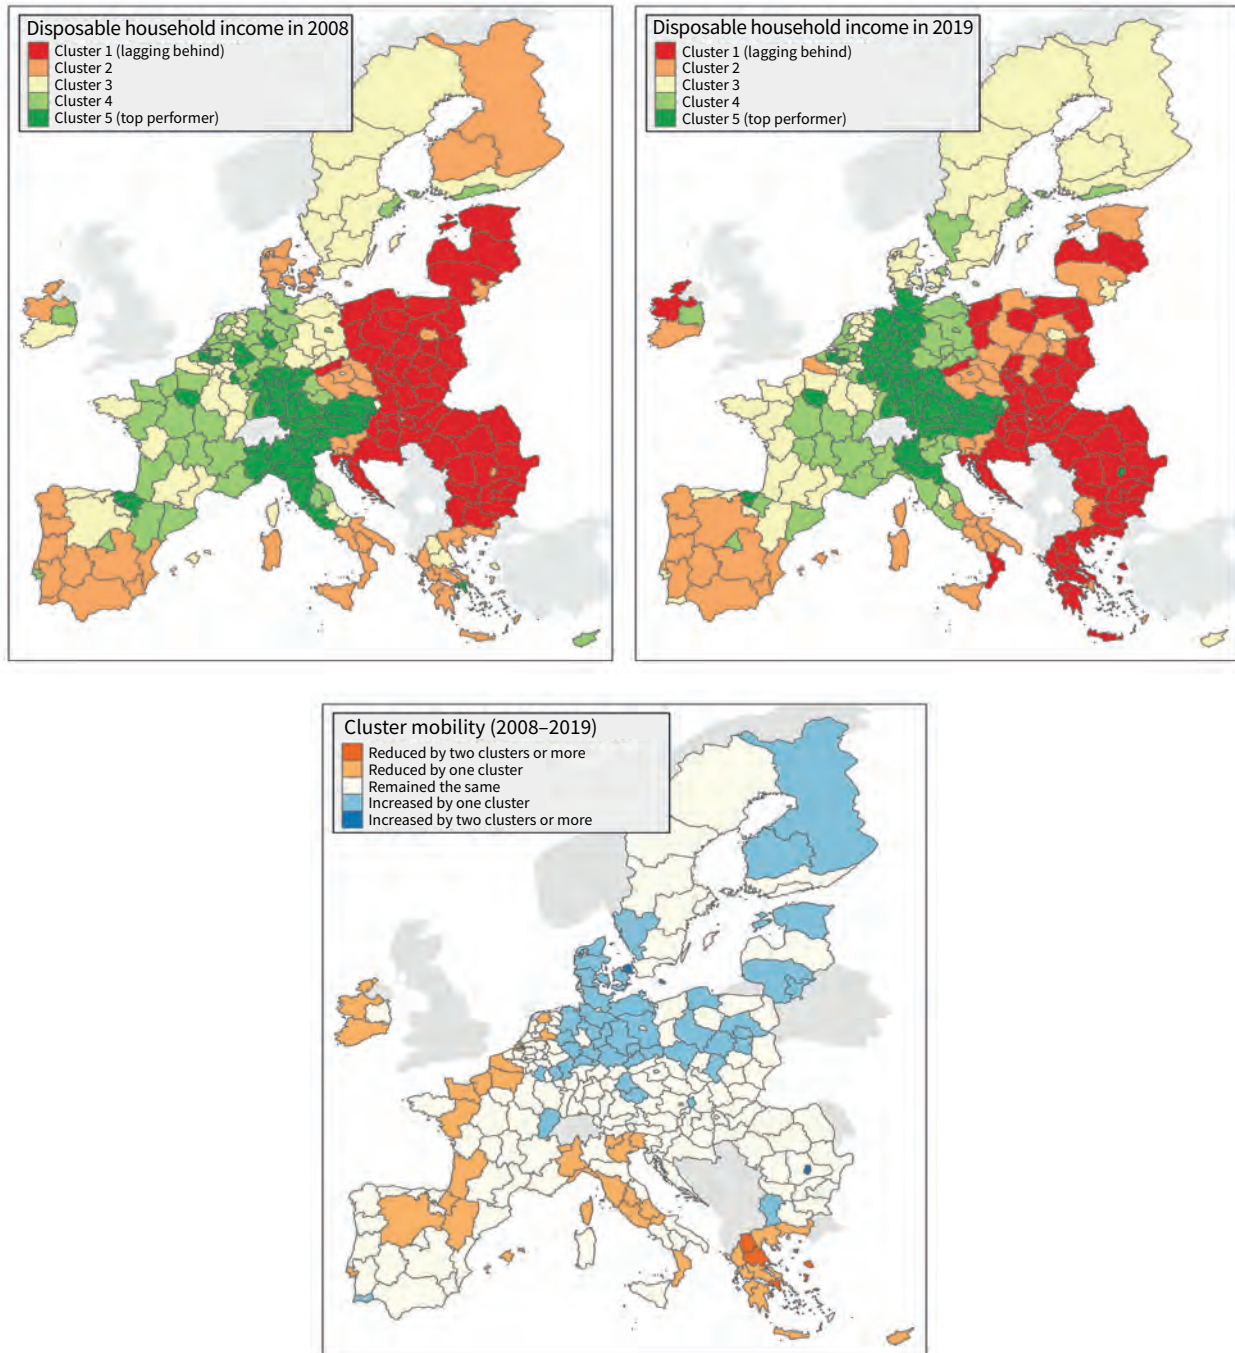 Disposable household income in 2008
Cluster 1 (lagging behind)
Cluster 2
Cluster 3
Cluster 4
Cluster 5 (top performer)
Disposable household income in 2019
Cluster 1 (lagging behind)
Cluster 2
Cluster 3
Cluster 4
Cluster 5 (top performer)
Cluster mobility (2008–2019)
Reduced by two clusters or more
Reduced by one cluster
Remained the same
Increased by one cluster
Increased by two clusters or more